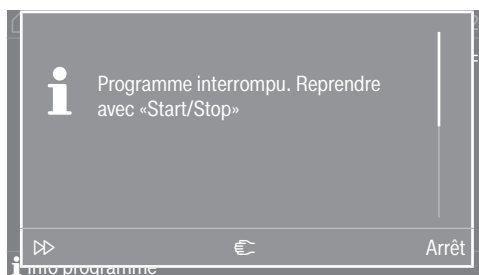 Programme interrompu. Reprendre
avec «Start/Stop»
Arrêt
Info programme